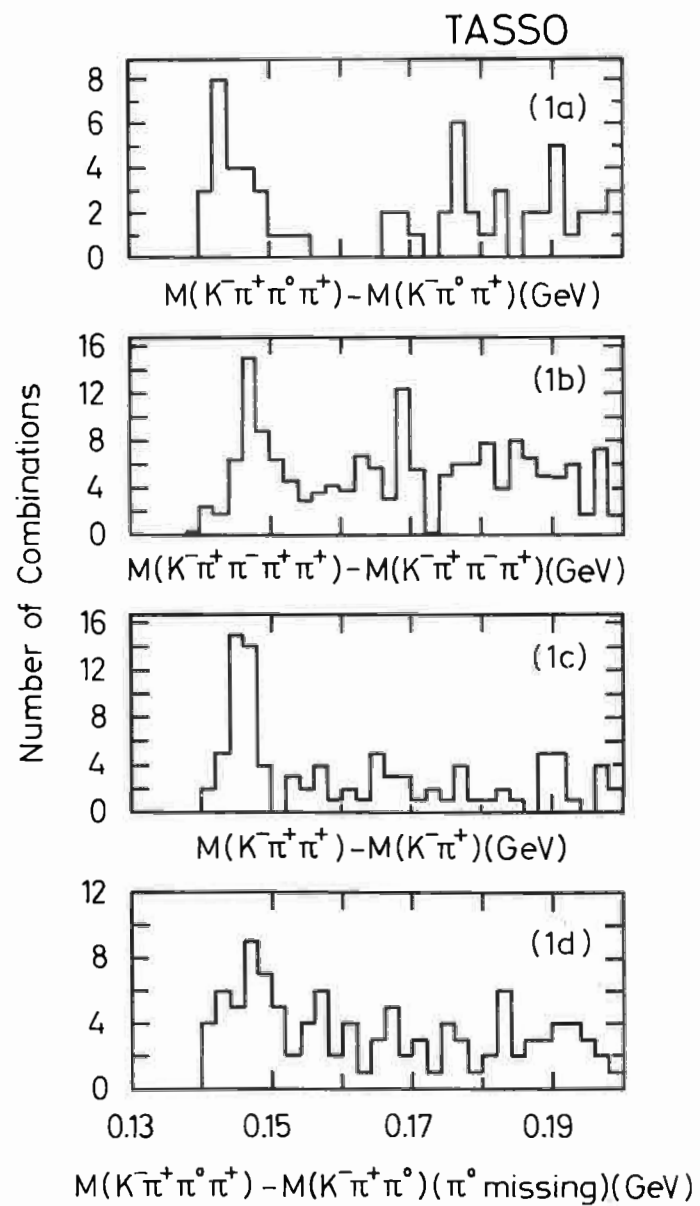 TASSO
8
(1a)
6
4
2
0
M(K⁻π⁺π°π⁺)-M(K⁻π°π⁺)(GeV)
16
(1b)
12
8
4
0
M(K⁻π⁺π⁻π⁺π⁺)-M(K⁻π⁺π⁻π⁺)(GeV)
Number of Combinations
16
(1c)
12
8
4
0
M(K⁻π⁺π⁺)-M(K⁻π⁺)(GeV)
12
(1d)
8
4
0
0.13 0.15 0.17 0.19
M(K⁻π⁺π°π⁺)-M(K⁻π⁺π°)(π° missing)(GeV)